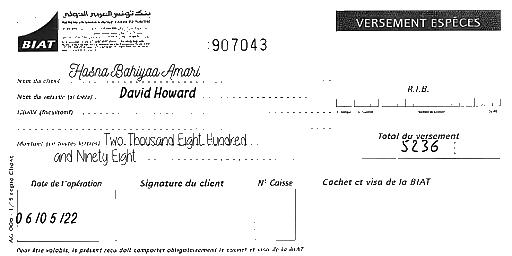 بنك تونس العربي الدولي
BIAT
VERSEMENT ESPÈCES
:907043
Nom du client Hasna Bahiyaa Amari
Nom du verseur (si tiers) David Howard
R.I.B.
Libellé (facultatif)
Montant (en toutes lettres) Two Thousand Eight Hundred
and Ninety Eight
Total du versement
5236
Date de l'opération
Signature du client
N° Caisse
Cachet et visa de la BIAT
06/05/22
Pour être valable, le présent reçu doit comporter obligatoirement le cachet et visa de la BIAT